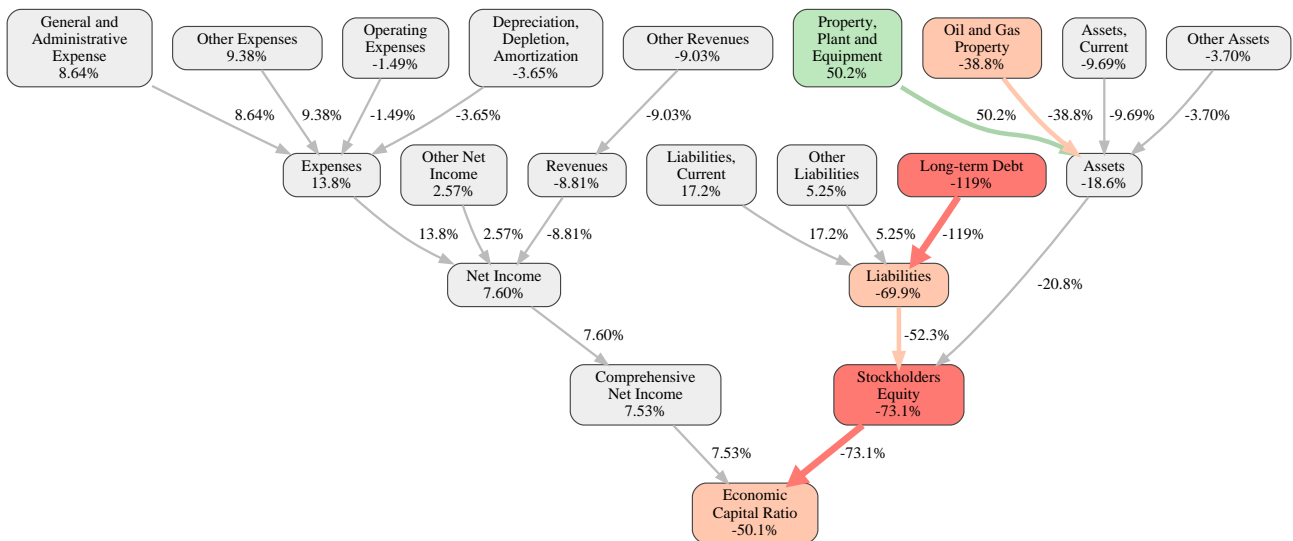 General and
Administrative
Expense
8.64%
Other Expenses
9.38%
Operating
Expenses
-1.49%
Depreciation,
Depletion,
Amortization
-3.65%
Other Revenues
-9.03%
Property,
Plant and
Equipment
50.2%
Oil and Gas
Property
-38.8%
Assets,
Current
-9.69%
Other Assets
-3.70%
8.64%
9.38%
-1.49%
-3.65%
-9.03%
50.2%
-38.8%
-9.69%
-3.70%
Expenses
13.8%
Other Net
Income
2.57%
Revenues
-8.81%
Liabilities,
Current
17.2%
Other
Liabilities
5.25%
Long-term Debt
-119%
Assets
-18.6%
13.8%
2.57%
-8.81%
17.2%
5.25%
-119%
Net Income
7.60%
Liabilities
-69.9%
-20.8%
7.60%
-52.3%
Comprehensive
Net Income
7.53%
Stockholders
Equity
-73.1%
7.53%
-73.1%
Economic
Capital Ratio
-50.1%